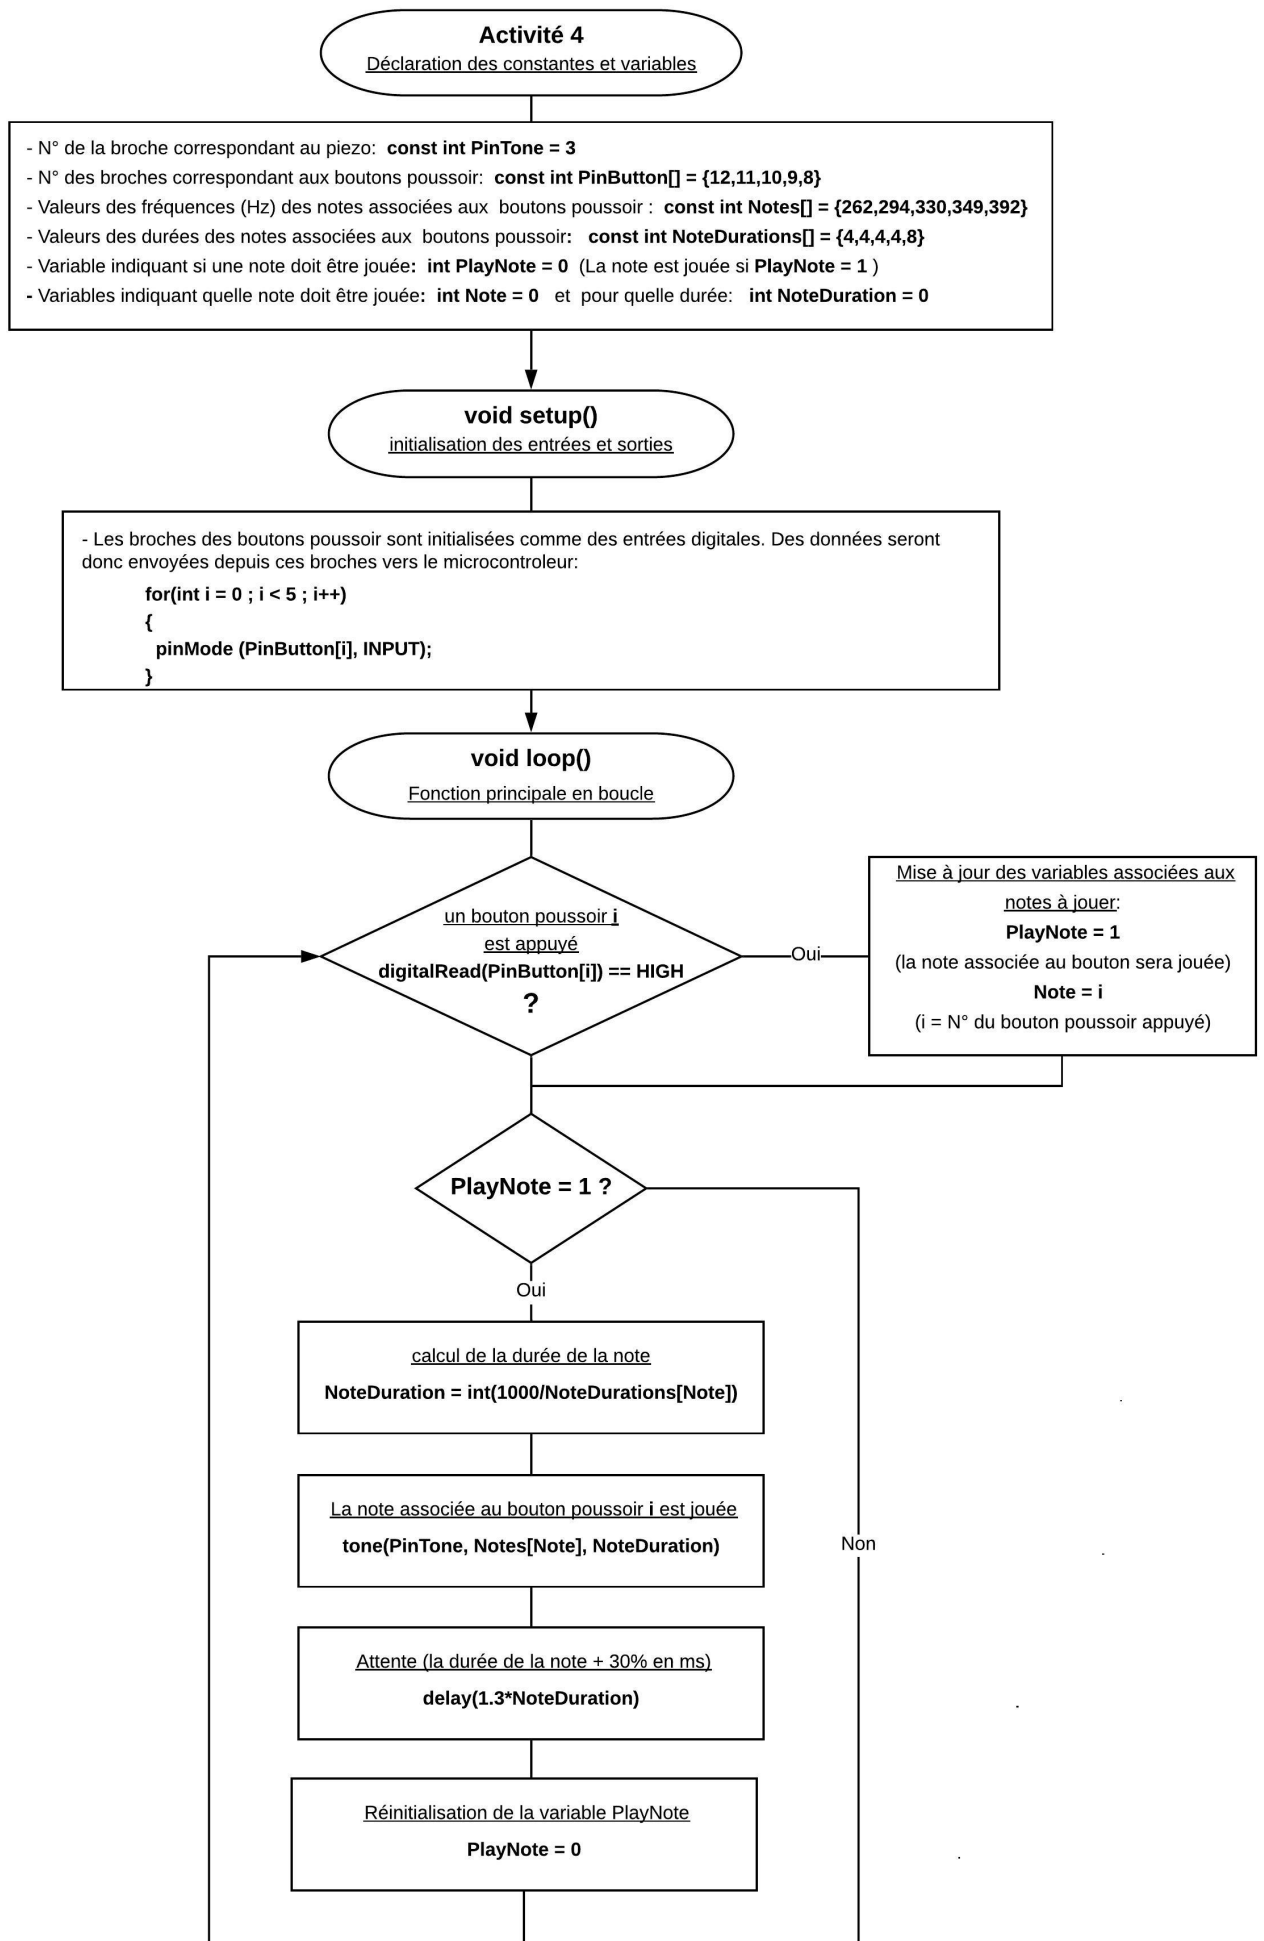 Activité 4
Déclaration des constantes et variables
- N° de la broche correspondant au piezo: const int PinTone = 3
- N° des broches correspondant aux boutons poussoir: const int PinButton[] = {12,11,10,9,8}
- Valeurs des fréquences (Hz) des notes associées aux boutons poussoir : const int Notes[] = {262,294,330,349,392}
- Valeurs des durées des notes associées aux boutons poussoir: const int NoteDurations[] = {4,4,4,4,8}
- Variable indiquant si une note doit être jouée: int PlayNote = 0 (La note est jouée si PlayNote = 1 )
- Variables indiquant quelle note doit être jouée: int Note = 0 et pour quelle durée: int NoteDuration = 0
void setup()
initialisation des entrées et sorties
- Les broches des boutons poussoir sont initialisées comme des entrées digitales. Des données seront
donc envoyées depuis ces broches vers le microcontroleur:
for(int i = 0 ; i < 5 ; i++)
{
pinMode (PinButton[i], INPUT);
}
void loop()
Fonction principale en boucle
un bouton poussoir i
est appuyé
digitalRead(PinButton[i]) == HIGH
?
Oui
Mise à jour des variables associées aux
notes à jouer:
PlayNote = 1
(la note associée au bouton sera jouée)
Note = i
(i = N° du bouton poussoir appuyé)
PlayNote = 1 ?
Oui
calcul de la durée de la note
NoteDuration = int(1000/NoteDurations[Note])
La note associée au bouton poussoir i est jouée
tone(PinTone, Notes[Note], NoteDuration)
Non
Attente (la durée de la note + 30% en ms)
delay(1.3*NoteDuration)
Réinitialisation de la variable PlayNote
PlayNote = 0